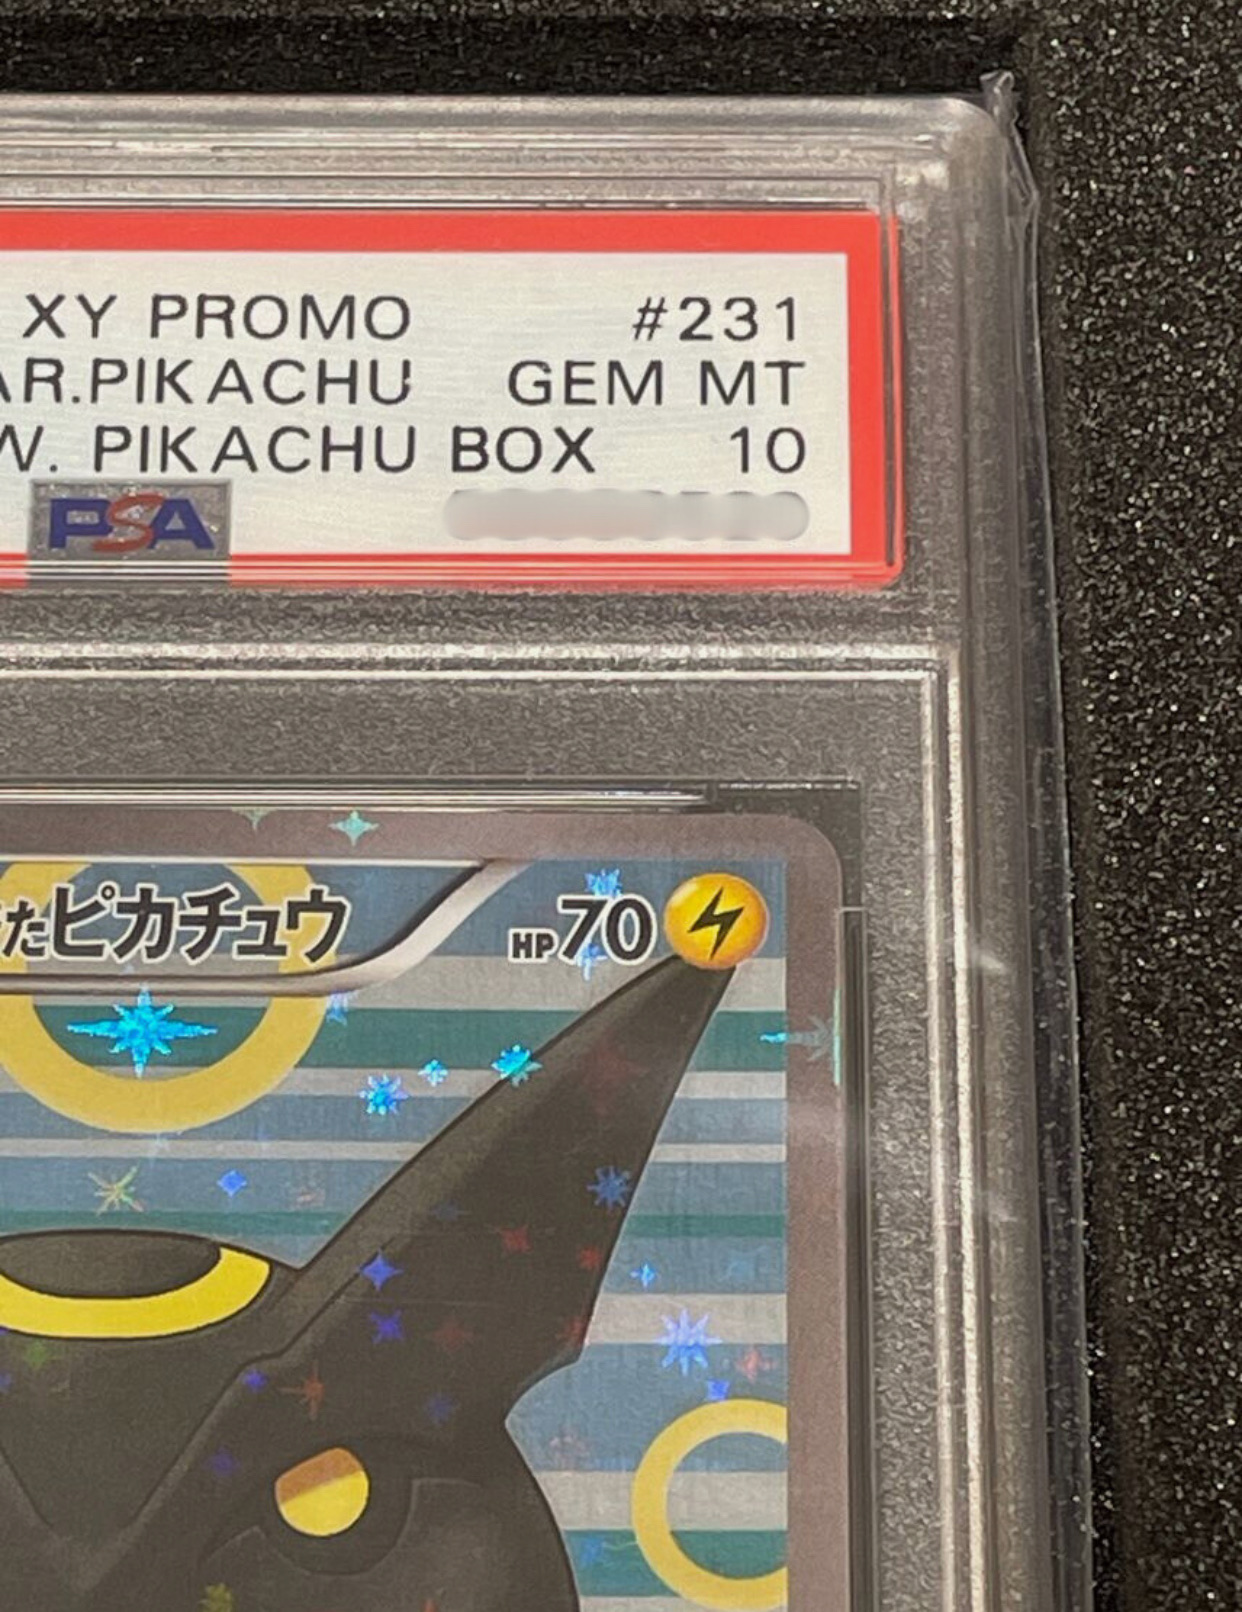 XY PROMO #231
AR.PIKACHU GEM MT
W. PIKACHU BOX 10
PSA
たピカチュウ HP70